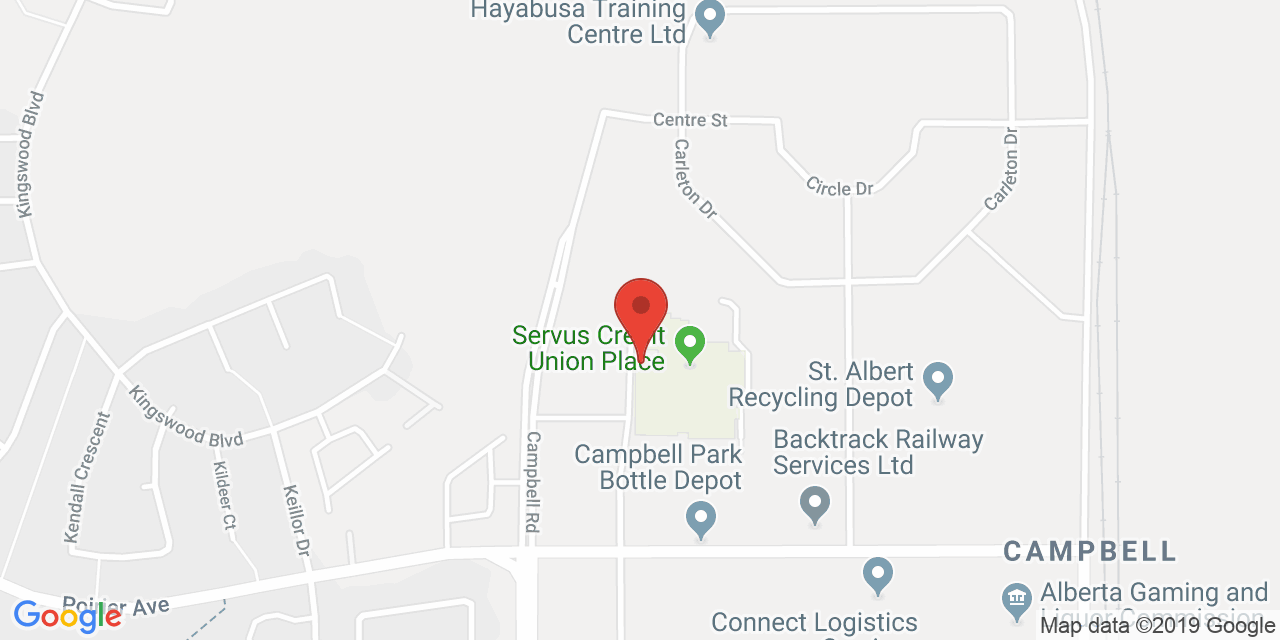 Hayabusa Training
Centre Ltd
Kingswood Blvd
Centre St
Carleton Dr
Circle Dr
Carleton Dr
Servus Credit
Union Place
St. Albert
Recycling Depot
Kingswood Blvd
Kendall Crescent
Kildeer Ct
Keillor Dr
Campbell Rd
Campbell Park
Bottle Depot
Backtrack Railway
Services Ltd
CAMPBELL
Poirier Ave
Alberta Gaming and
Liquor Commission
Connect Logistics
Google
Map data ©2019 Google